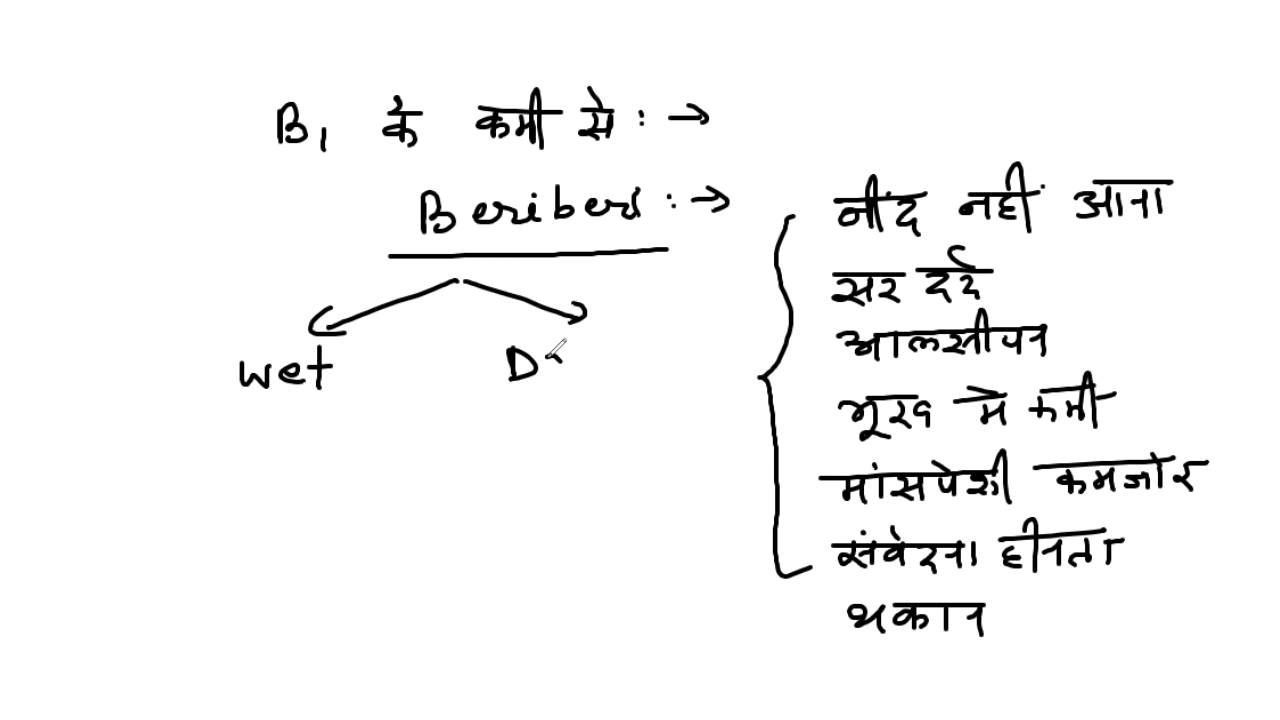 B1 के कमी से :→
Beriberi :→
wet D
नींद नहीं आना
सर दर्द
आलसीपन
भूख मे कमी
मांसपेशी कमजोर
संवेदना हीनता
थकान